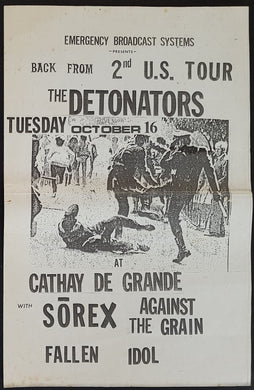 EMERGENCY BROADCAST SYSTEMS
-PRESENTS-
BACK FROM 2nd U.S. TOUR
THE DETONATORS
TUESDAY OCTOBER 16
AT
CATHAY DE GRANDE
WITH SŌREX AGAINST
THE GRAIN
FALLEN IDOL